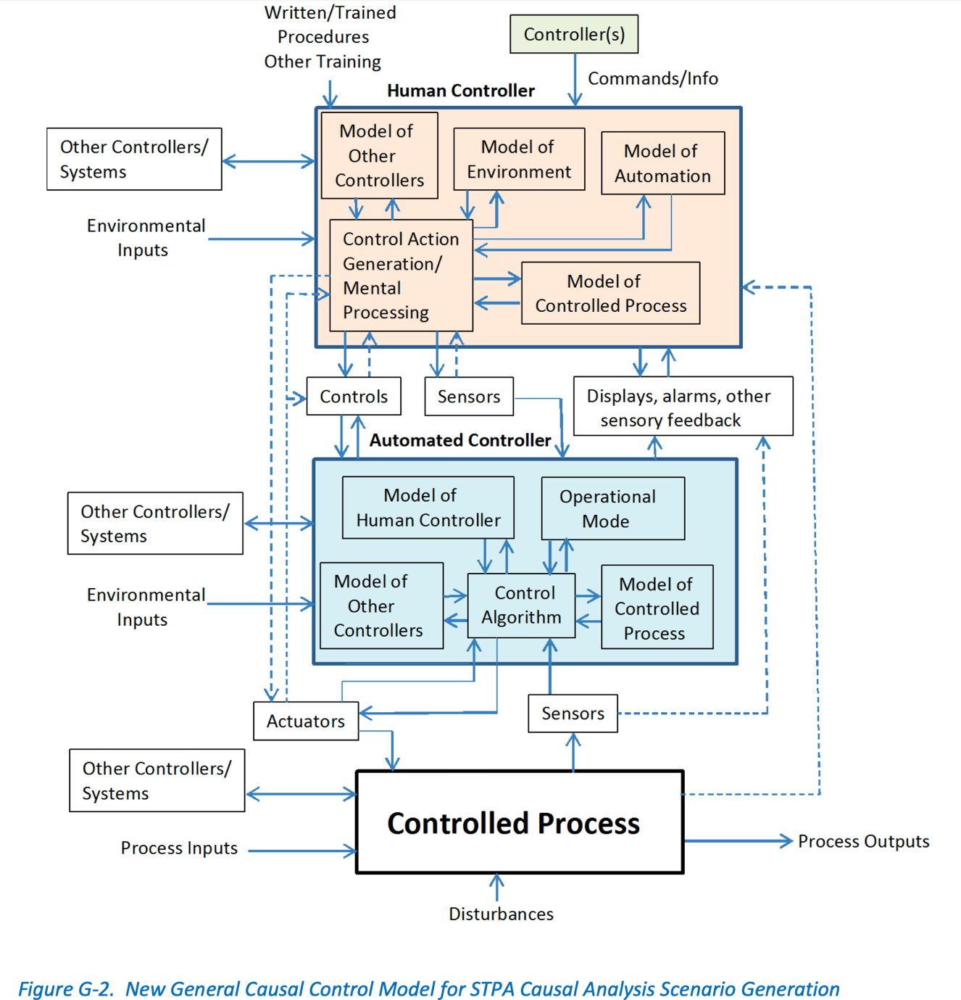 Written/Trained
Procedures
Other Training
Controller(s)
Commands/Info
Human Controller
Other Controllers/
Systems
Model of
Other
Controllers
Model of
Environment
Model of
Automation
Environmental
Inputs
Control Action
Generation/
Mental
Processing
Model of
Controlled Process
Controls
Sensors
Displays, alarms, other
sensory feedback
Automated Controller
Other Controllers/
Systems
Model of
Human Controller
Operational
Mode
Environmental
Inputs
Model of
Other
Controllers
Control
Algorithm
Model of
Controlled
Process
Actuators
Sensors
Other Controllers/
Systems
Controlled Process
Process Inputs
Process Outputs
Disturbances
Figure G-2. New General Causal Control Model for STPA Causal Analysis Scenario Generation